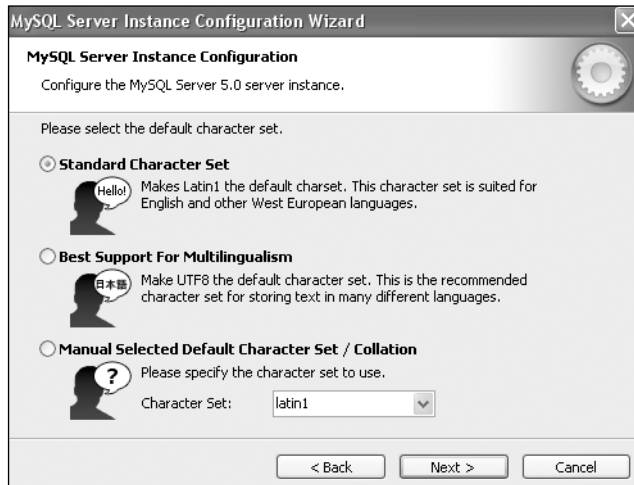 MySQL Server Instance Configuration Wizard
MySQL Server Instance Configuration
Configure the MySQL Server 5.0 server instance.
Please select the default character set.
Standard Character Set
Hello!
Makes Latin1 the default charset. This character set is suited for
English and other West European languages.
Best Support For Multilingualism
日本語
Make UTF8 the default character set. This is the recommended
character set for storing text in many different languages.
Manual Selected Default Character Set / Collation
?
Please specify the character set to use.
Character Set: latin1
< Back Next > Cancel